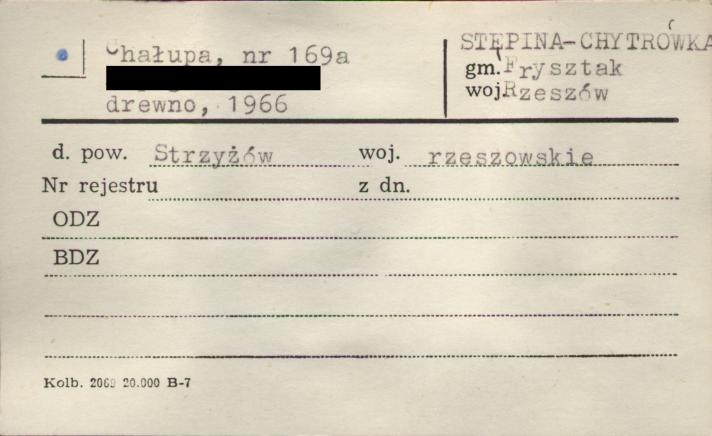 Chałupa, nr 169a
drewno, 1966
STĘPINA-CHYTRÓWKA
gm. Frysztak
woj. Rzeszów
d. pow. Strzyżów woj. rzeszowskie
Nr rejestru z dn.
ODZ
BDZ
Kolb. 2069 20.000 B-7